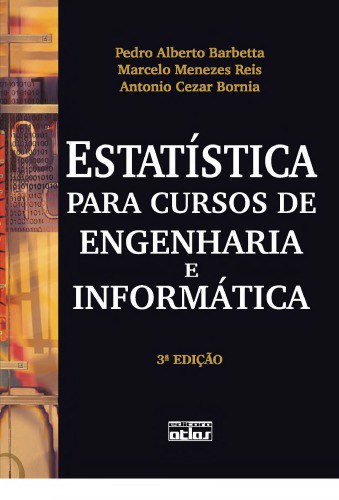 Pedro Alberto Barbetta
Marcelo Menezes Reis
Antonio Cezar Bornia
ESTATÍSTICA
PARA CURSOS DE
ENGENHARIA
E
INFORMÁTICA
3ª EDIÇÃO
editora
atlas